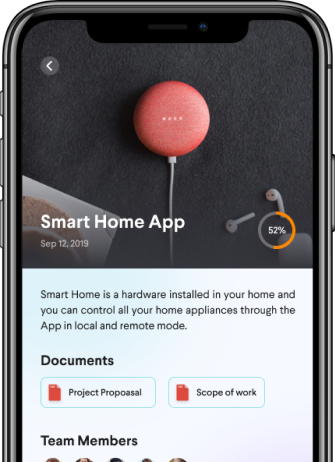 Smart Home App
Sep 12, 2019
52%
Smart Home is a hardware installed in your home and
you can control all your home appliances through the
App in local and remote mode.
Documents
Project Propoasal
Scope of work
Team Members